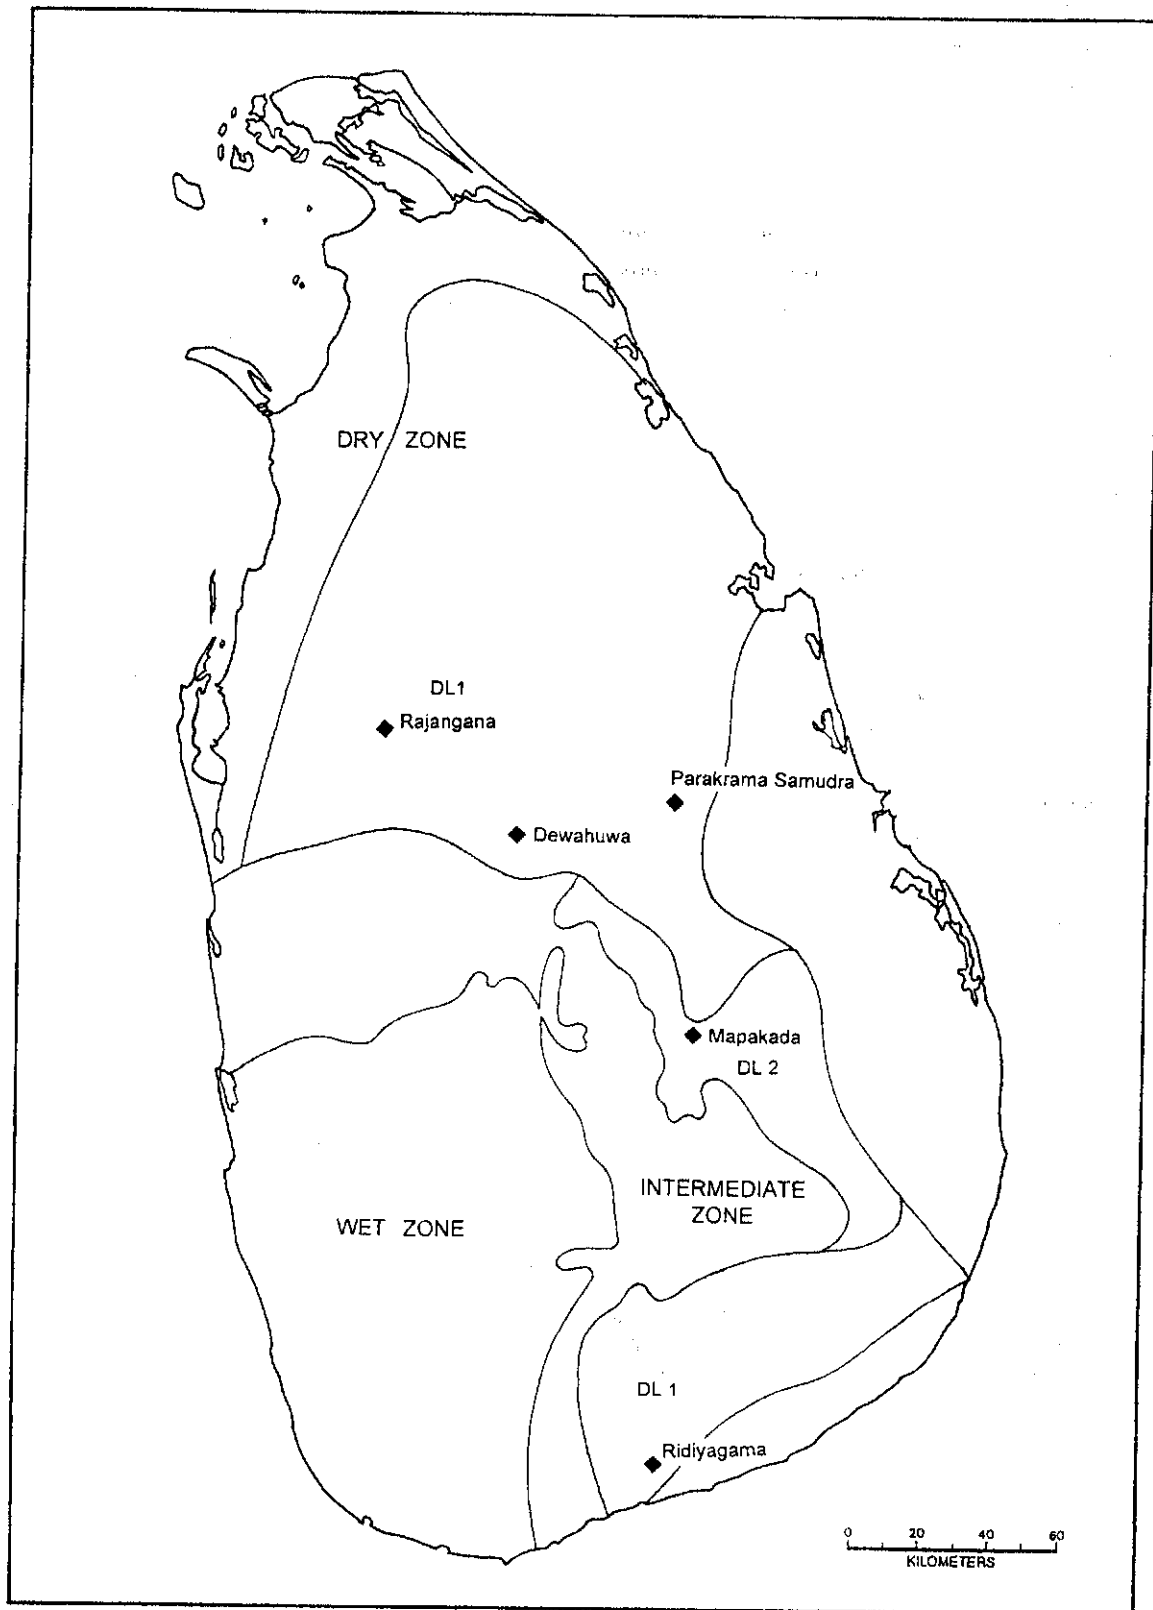 DRY ZONE
DL1
Rajangana
Parakrama Samudra
Dewahuwa
Mapakada
DL 2
INTERMEDIATE
ZONE
WET ZONE
DL 1
Ridiyagama
0 20 40 60
KILOMETERS